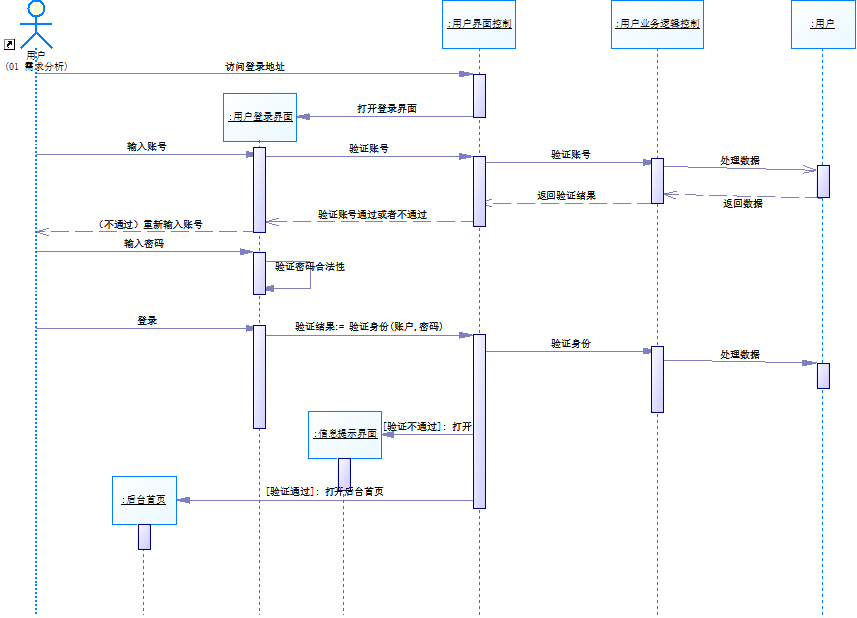 :用户界面控制
:用户业务逻辑控制
:用户
用户
(01 需求分析)
访问登录地址
:用户登录界面
打开登录界面
输入账号
验证账号
验证账号
处理数据
返回验证结果
返回数据
验证账号通过或者不通过
(不通过) 重新输入账号
输入密码
验证密码合法性
登录
验证结果:= 验证身份(账户,密码)
验证身份
处理数据
:信息提示界面
[验证不通过]: 打开
:后台首页
[验证通过]: 打开后台首页